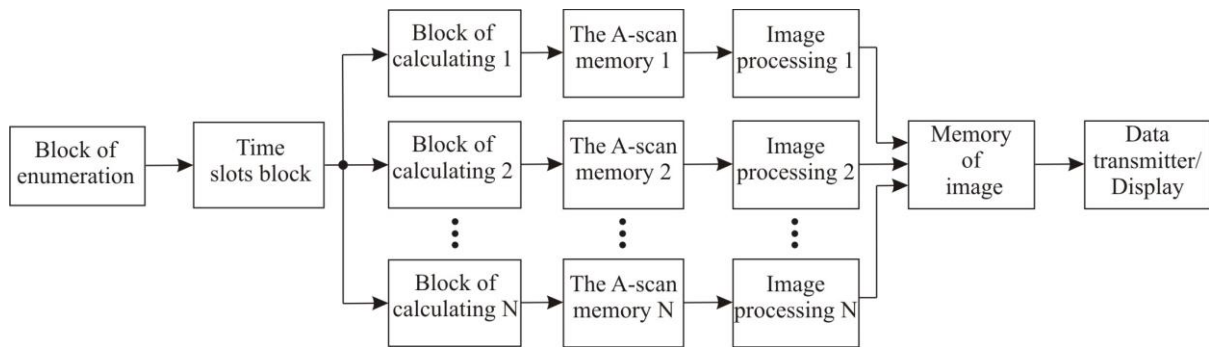 Block of
enumeration
Time
slots block
Block of
calculating 1
The A-scan
memory 1
Image
processing 1
Block of
calculating 2
The A-scan
memory 2
Image
processing 2
Block of
calculating N
The A-scan
memory N
Image
processing N
Memory
of
image
Data
transmitter/
Display